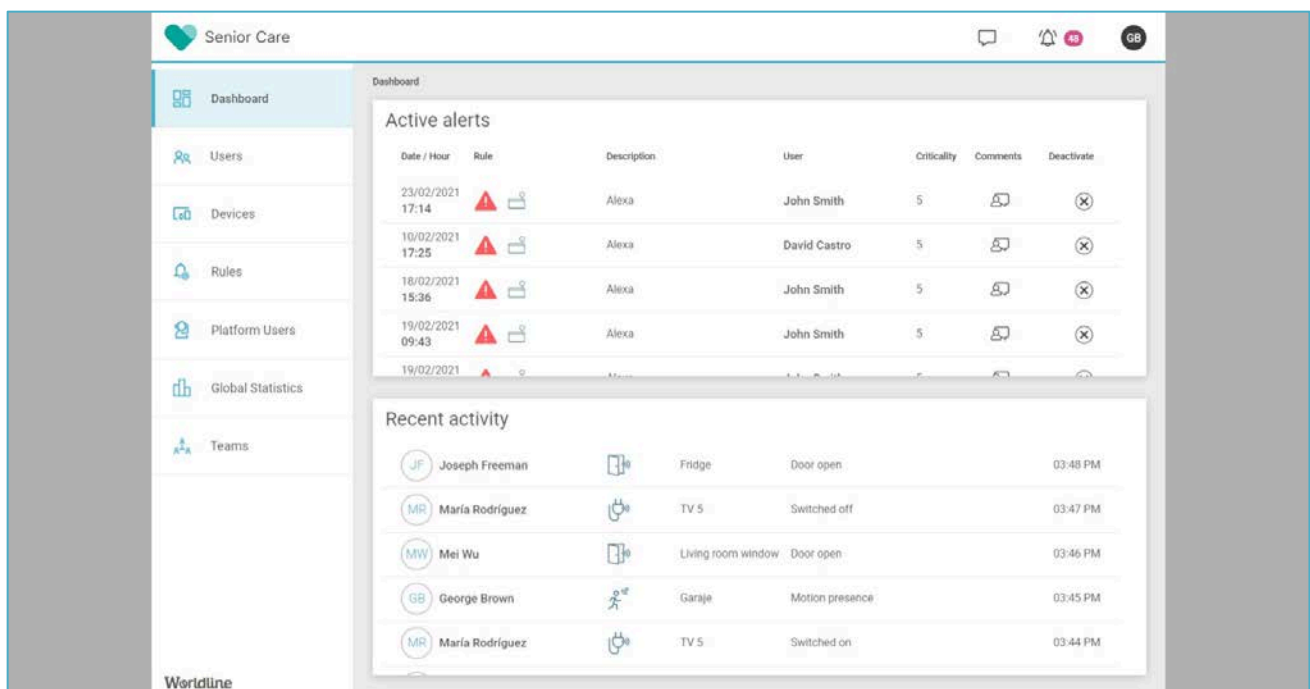 Senior Care
48
GB
Dashboard
Users
Devices
Rules
Platform Users
Global Statistics
Teams
Worldline
Dashboard
Active alerts
Date / Hour Rule Description User Criticality Comments Deactivate
23/02/2021
17:14 Alexa John Smith 5
10/02/2021
17:25 Alexa David Castro 5
18/02/2021
15:36 Alexa John Smith 5
19/02/2021
09:43 Alexa John Smith 5
19/02/2021
Recent activity
JF Joseph Freeman Fridge Door open 03:48 PM
MR María Rodríguez TV 5 Switched off 03:47 PM
MW Mei Wu Living room window Door open 03:46 PM
GB George Brown Garaje Motion presence 03:45 PM
MR María Rodríguez TV 5 Switched on 03:44 PM